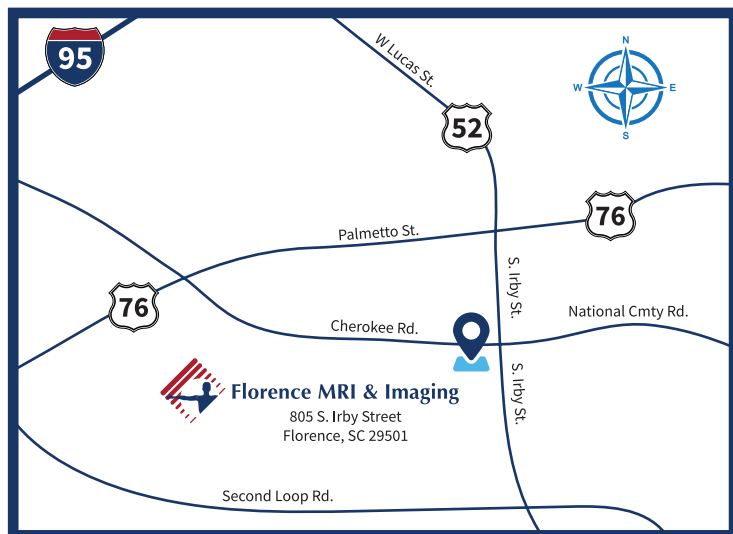 95
W Lucas St.
N
W
E
S
52
76
Palmetto St.
S. Irby St.
76
National Cmty Rd.
Cherokee Rd.
S. Irby St.
Florence MRI & Imaging
805 S. Irby Street
Florence, SC 29501
Second Loop Rd.